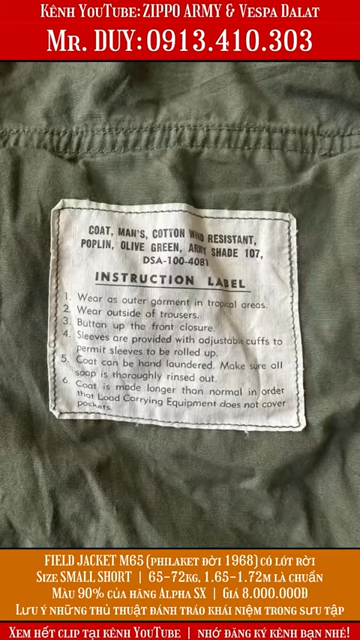 Kênh YouTube: ZIPPO ARMY & Vespa Dalat
Mr. DUY: 0913.410.303
COAT, MAN'S, COTTON WIND RESISTANT,
POPLIN, OLIVE GREEN, ARMY SHADE 107,
DSA-100-4081
INSTRUCTION LABEL
1. Wear as outer garment in tropical areas.
2. Wear outside of trousers.
3. Button up the front closure.
4. Sleeves are provided with adjustable cuffs to
permit sleeves to be rolled up.
5. Coat can be hand laundered. Make sure all
soap is thoroughly rinsed out.
6. Coat is made longer than normal in order
that Load Carrying Equipment does not cover
pockets.
FIELD JACKET M65 (philaket đời 1968) có lót rời
Size SMALL SHORT | 65-72kg, 1.65-1.72m là chuẩn
Màu 90% của hãng Alpha SX | Giá 8.000.000Đ
Lưu ý những thủ thuật đánh tráo khái niệm trong sưu tập
Xem hết clip tại kênh YouTube | nhớ đăng ký kênh bạn nhé!